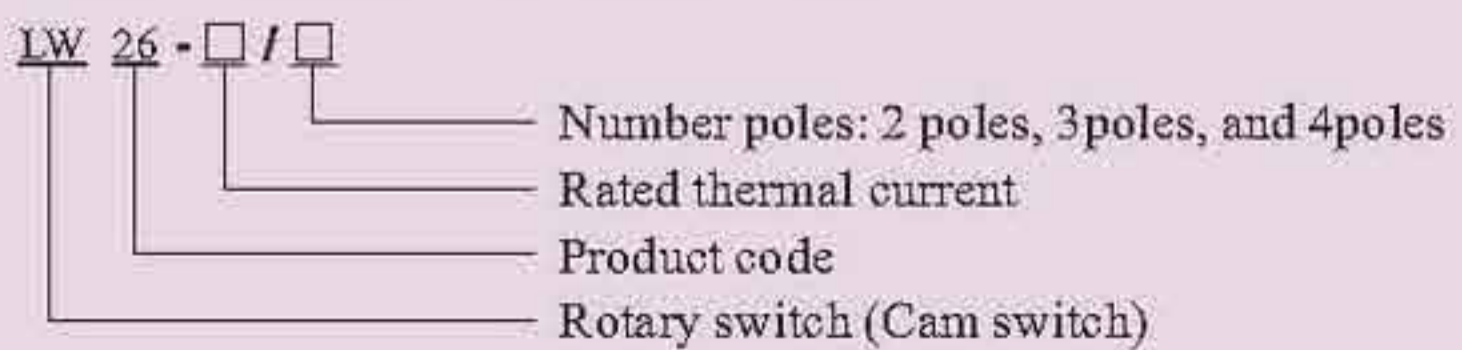 LW 26 - □ / □
Number poles: 2 poles, 3poles, and 4poles
Rated thermal current
Product code
Rotary switch (Cam switch)